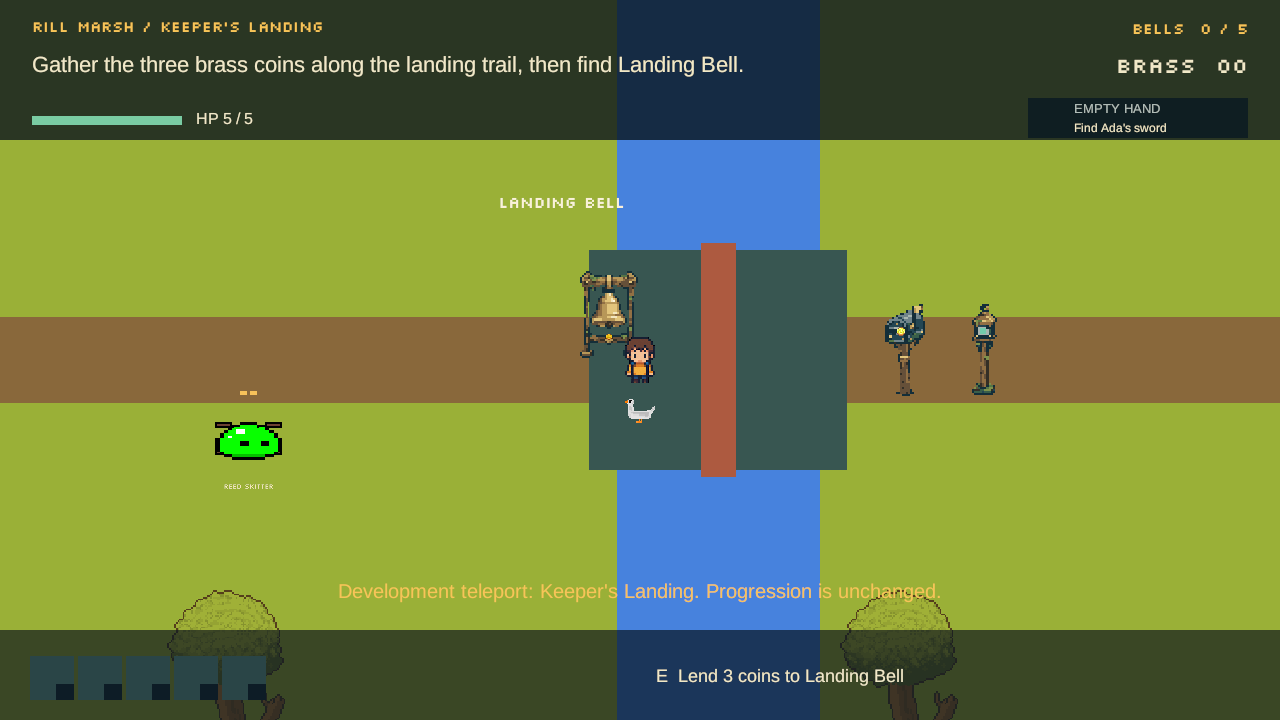 RILL MARSH / KEEPER'S LANDING
BELLS 0 / 5
Gather the three brass coins along the landing trail, then find Landing Bell.
BRASS 00
HP 5 / 5
EMPTY HAND
Find Ada's sword
LANDING BELL
REED SKITTER
Development teleport: Keeper's Landing. Progression is unchanged.
E Lend 3 coins to Landing Bell